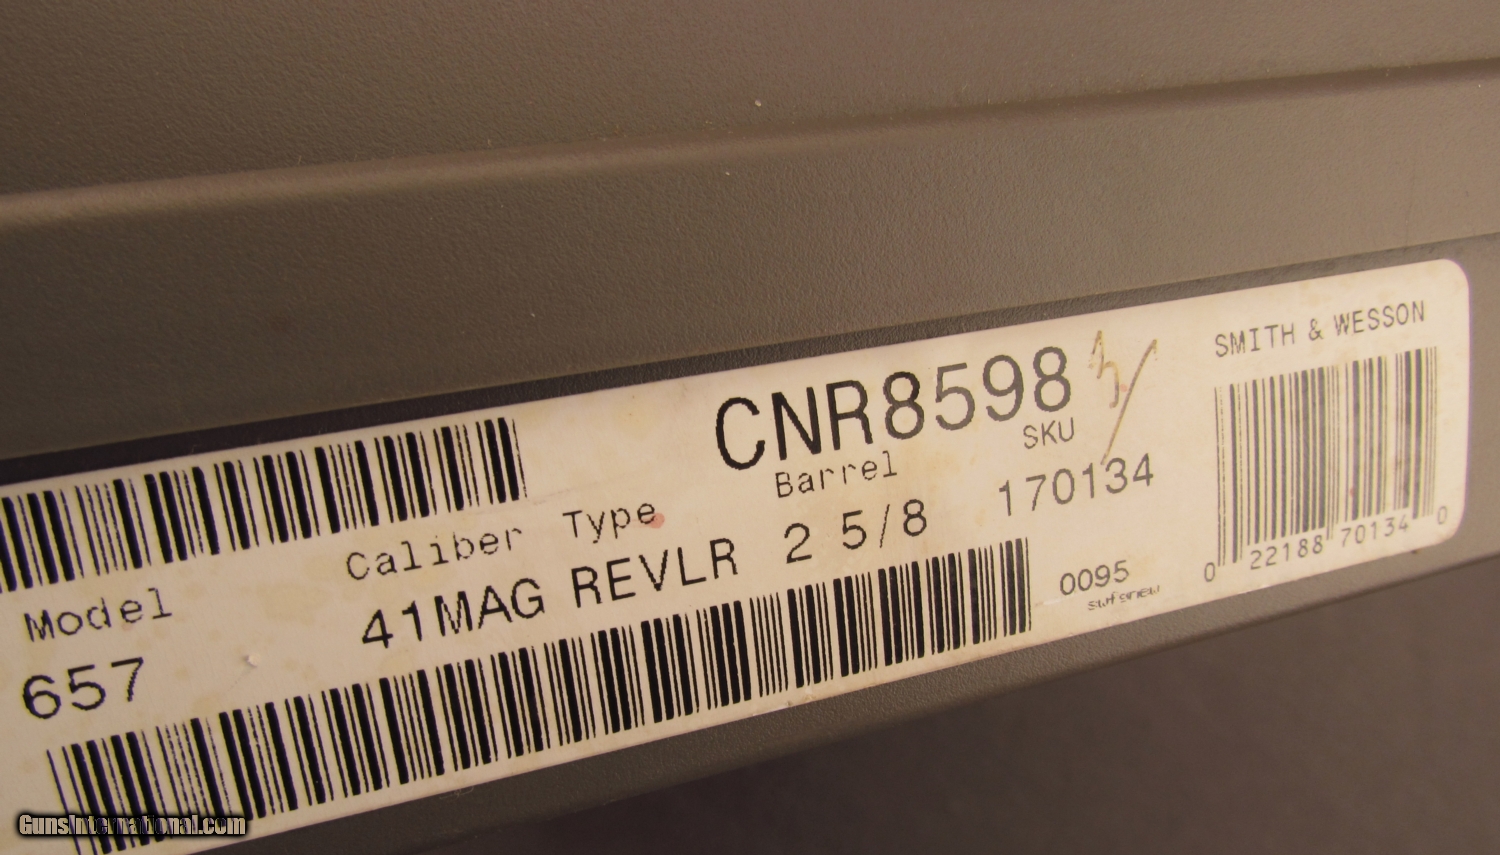 SMITH & WESSON
CNR8598
Model
Caliber Type
Barrel
SKU
657
41MAG REVLR
2 5/8
170134
0095
0 22188 70134 0
GunsInternational.com